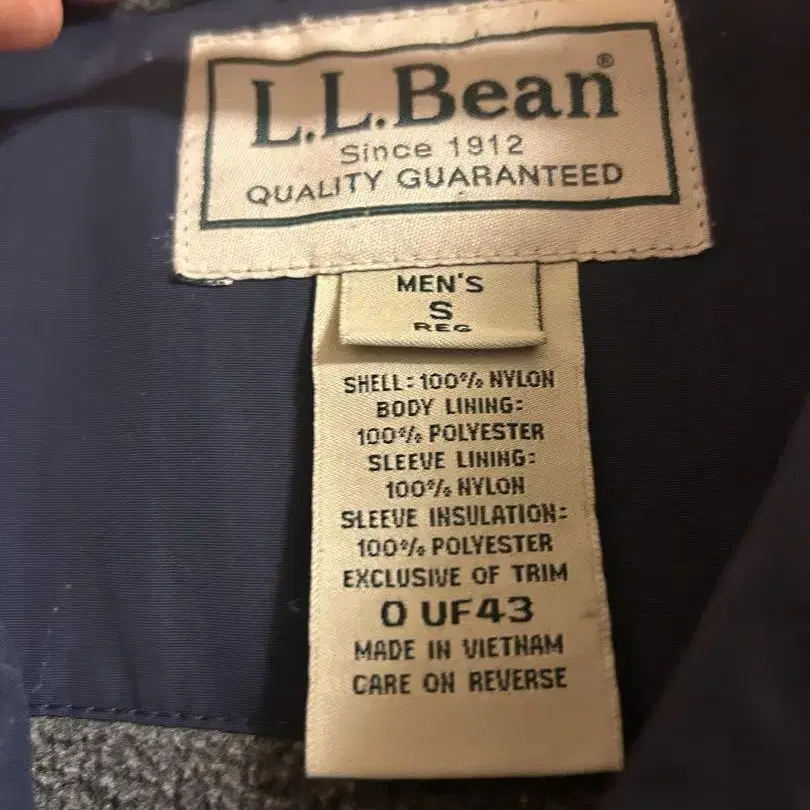 L.L.Bean®
Since 1912
QUALITY GUARANTEED
MEN'S
S
REG
SHELL: 100% NYLON
BODY LINING:
100% POLYESTER
SLEEVE LINING:
100% NYLON
SLEEVE INSULATION:
100% POLYESTER
EXCLUSIVE OF TRIM
0 UF43
MADE IN VIETNAM
CARE ON REVERSE